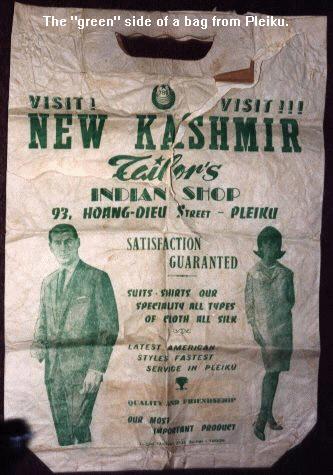 The "green" side of a bag from Pleiku.
VISIT! VISIT!!!
NEW KASHMIR
Tailor's
INDIAN SHOP
93, HOANG-DIEU STREET - PLEIKU
SATISFACTION
GUARANTED
SUITS - SHIRTS OUR
SPECIALITY ALL TYPES
OF CLOTH ALL SILK
LATEST AMERICAN
STYLES FASTEST
SERVICE IN PLEIKU
QUALITY AND FRIENDSHIP
OUR MOST
IMPORTANT PRODUCT